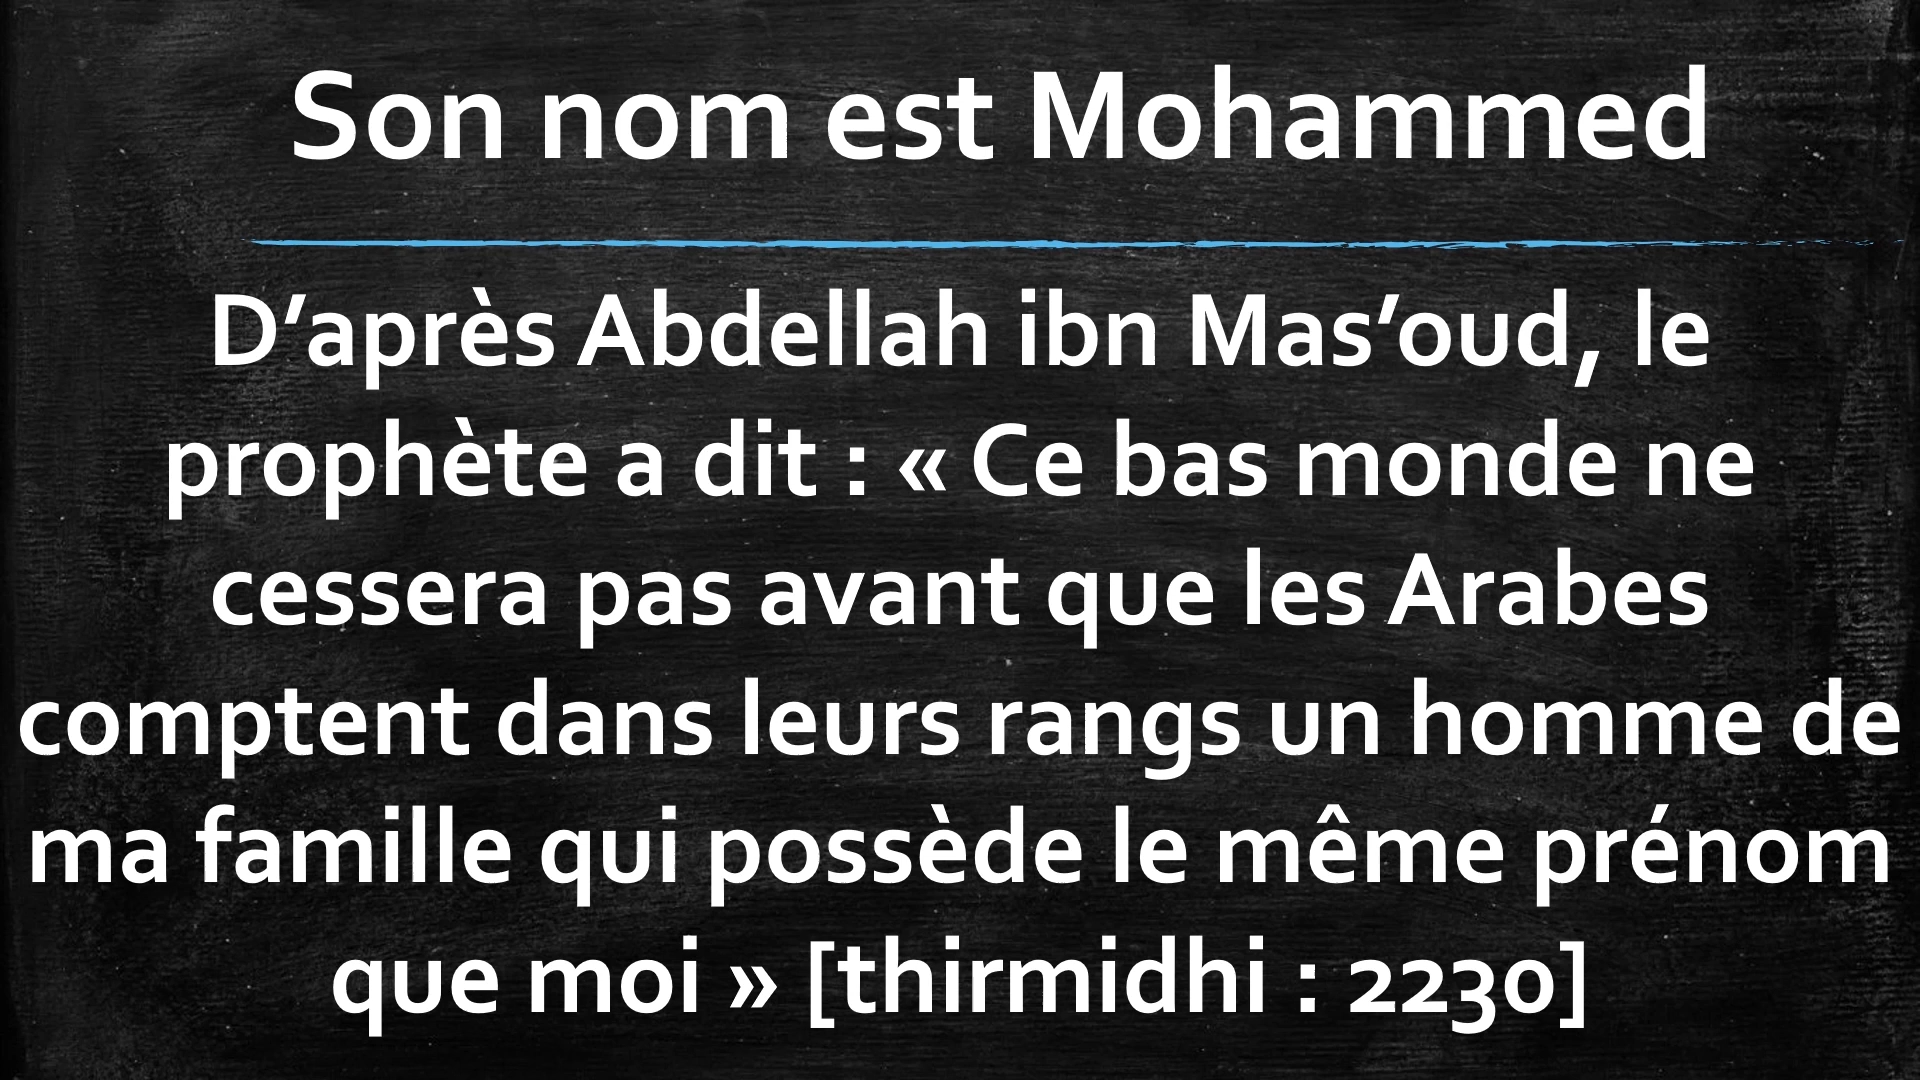 Son nom est Mohammed
D’après Abdellah ibn Mas’oud, le
prophète a dit : « Ce bas monde ne
cessera pas avant que les Arabes
comptent dans leurs rangs un homme de
ma famille qui possède le même prénom
que moi » [thirmidhi : 2230]